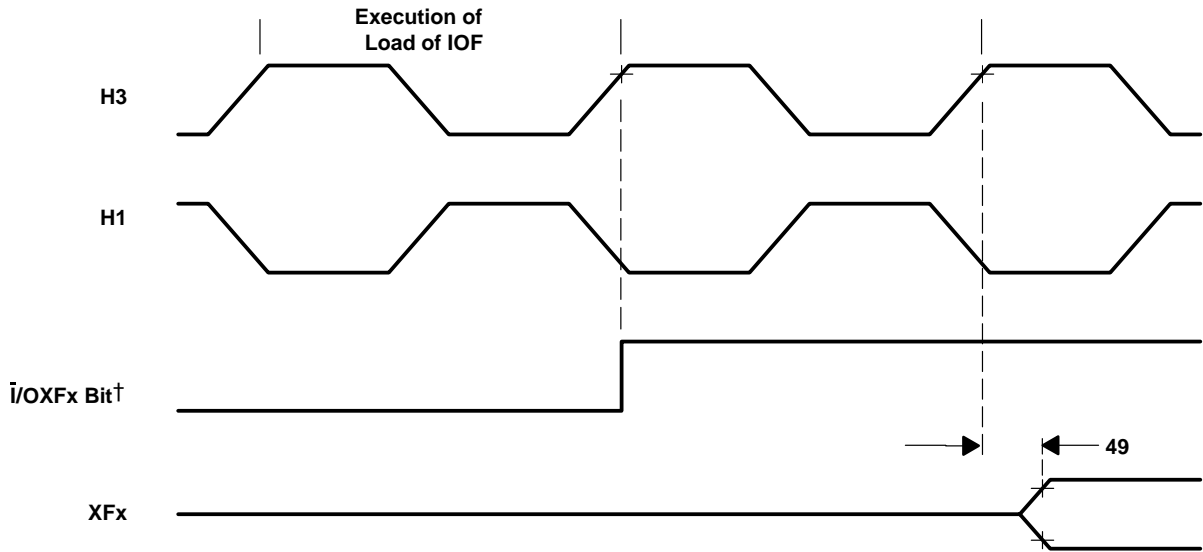 Execution of
Load of IOF
H3
H1
Ī/OXFx Bit†
49
XFx